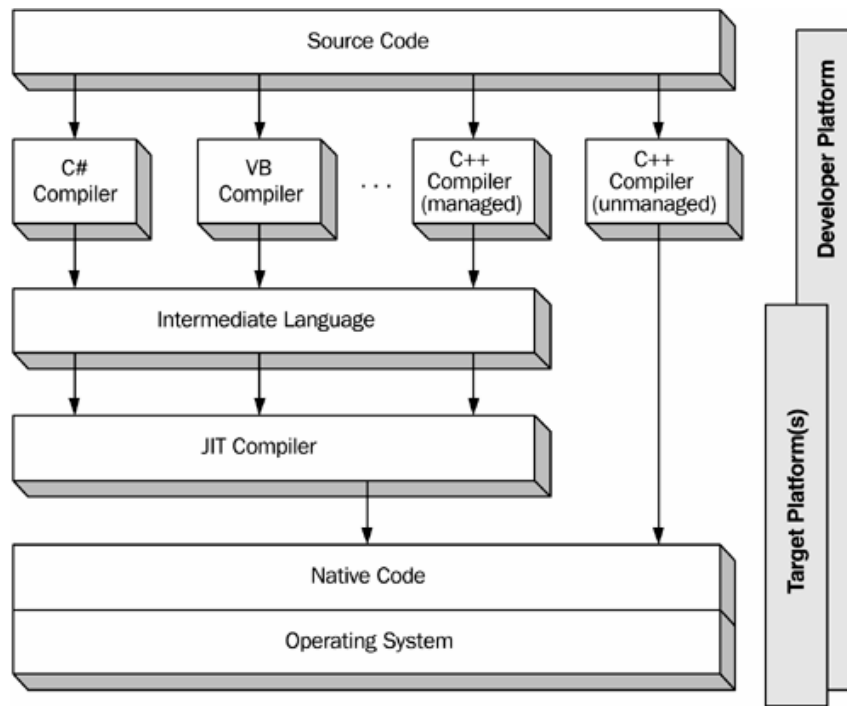 Source Code
C#
Compiler
VB
Compiler
...
C++
Compiler
(managed)
C++
Compiler
(unmanaged)
Intermediate Language
JIT Compiler
Native Code
Operating System
Developer Platform
Target Platform(s)